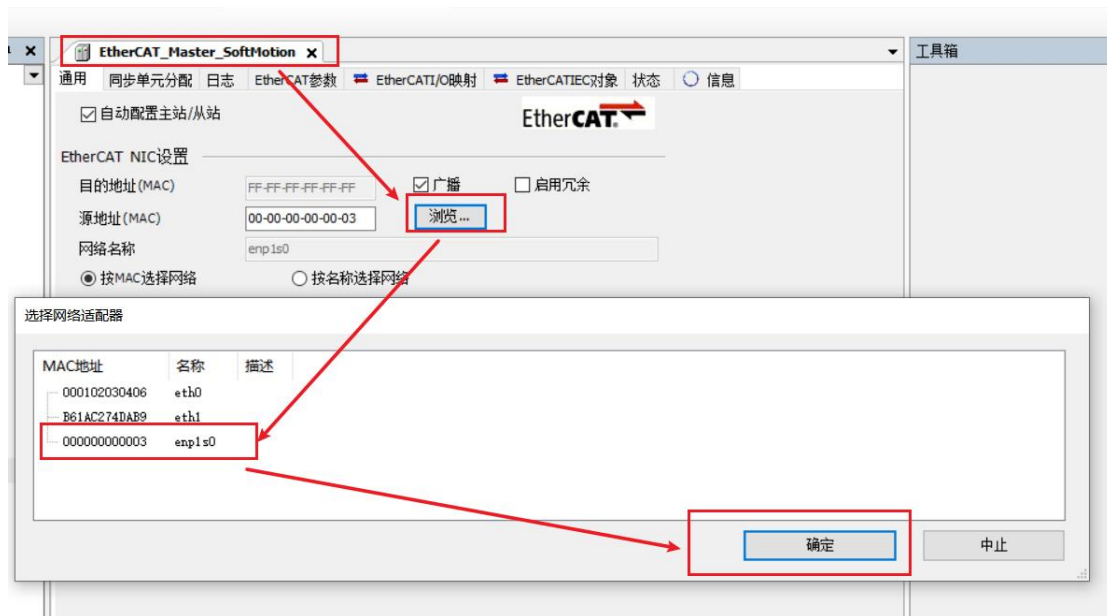 EtherCAT_Master_SoftMotion
工具箱
通用 同步单元分配 日志 EtherCAT参数 EtherCATI/O映射 EtherCATIEC对象 状态 信息
自动配置主站/从站
EtherCAT
EtherCAT NIC设置
目的地址(MAC) FF-FF-FF-FF-FF-FF 广播 启用冗余
源地址(MAC) 00-00-00-00-00-03 浏览...
网络名称 enp1s0
按MAC选择网络 按名称选择网络
选择网络适配器
MAC地址 名称 描述
000102030406 eth0
B61AC274DAB9 eth1
000000000003 enp1s0
确定 中止